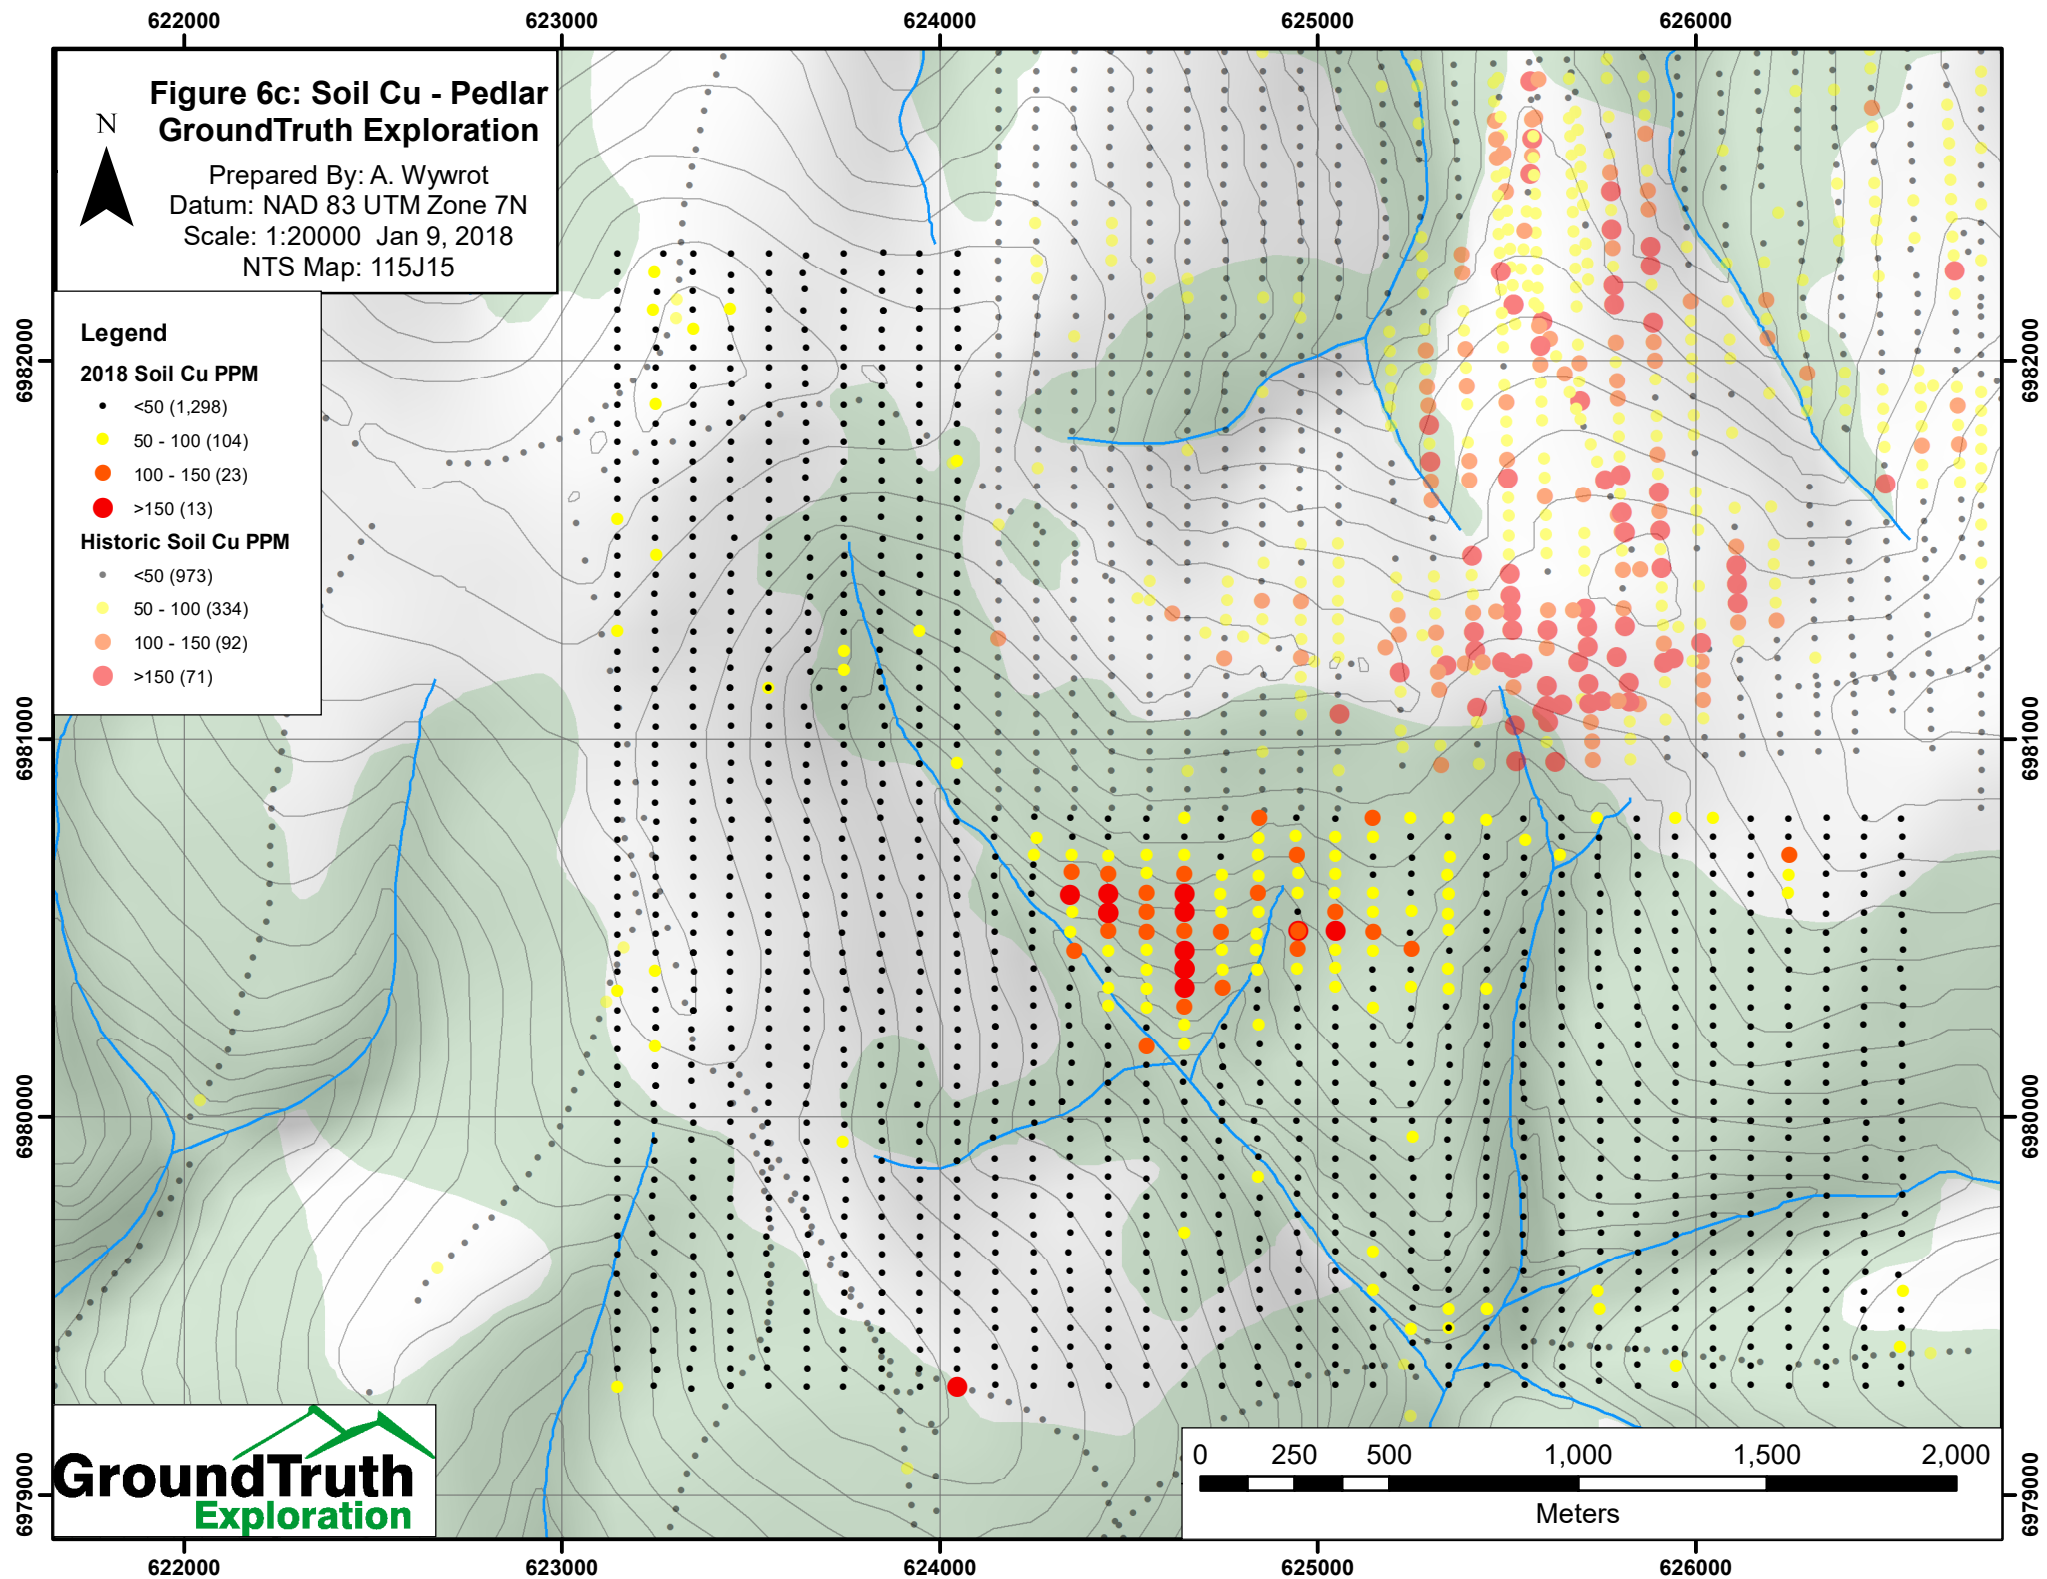 622000 623000 624000 625000 626000
Figure 6c: Soil Cu - Pedlar
GroundTruth Exploration
N
Prepared By: A. Wywrot
Datum: NAD 83 UTM Zone 7N
Scale: 1:20000 Jan 9, 2018
NTS Map: 115J15
Legend
2018 Soil Cu PPM
<50 (1,298)
50 - 100 (104)
100 - 150 (23)
>150 (13)
Historic Soil Cu PPM
<50 (973)
50 - 100 (334)
100 - 150 (92)
>150 (71)
6982000 6982000
6981000 6981000
6980000 6980000
6979000 6979000
GroundTruth
Exploration
0 250 500 1,000 1,500 2,000
Meters
622000 623000 624000 625000 626000